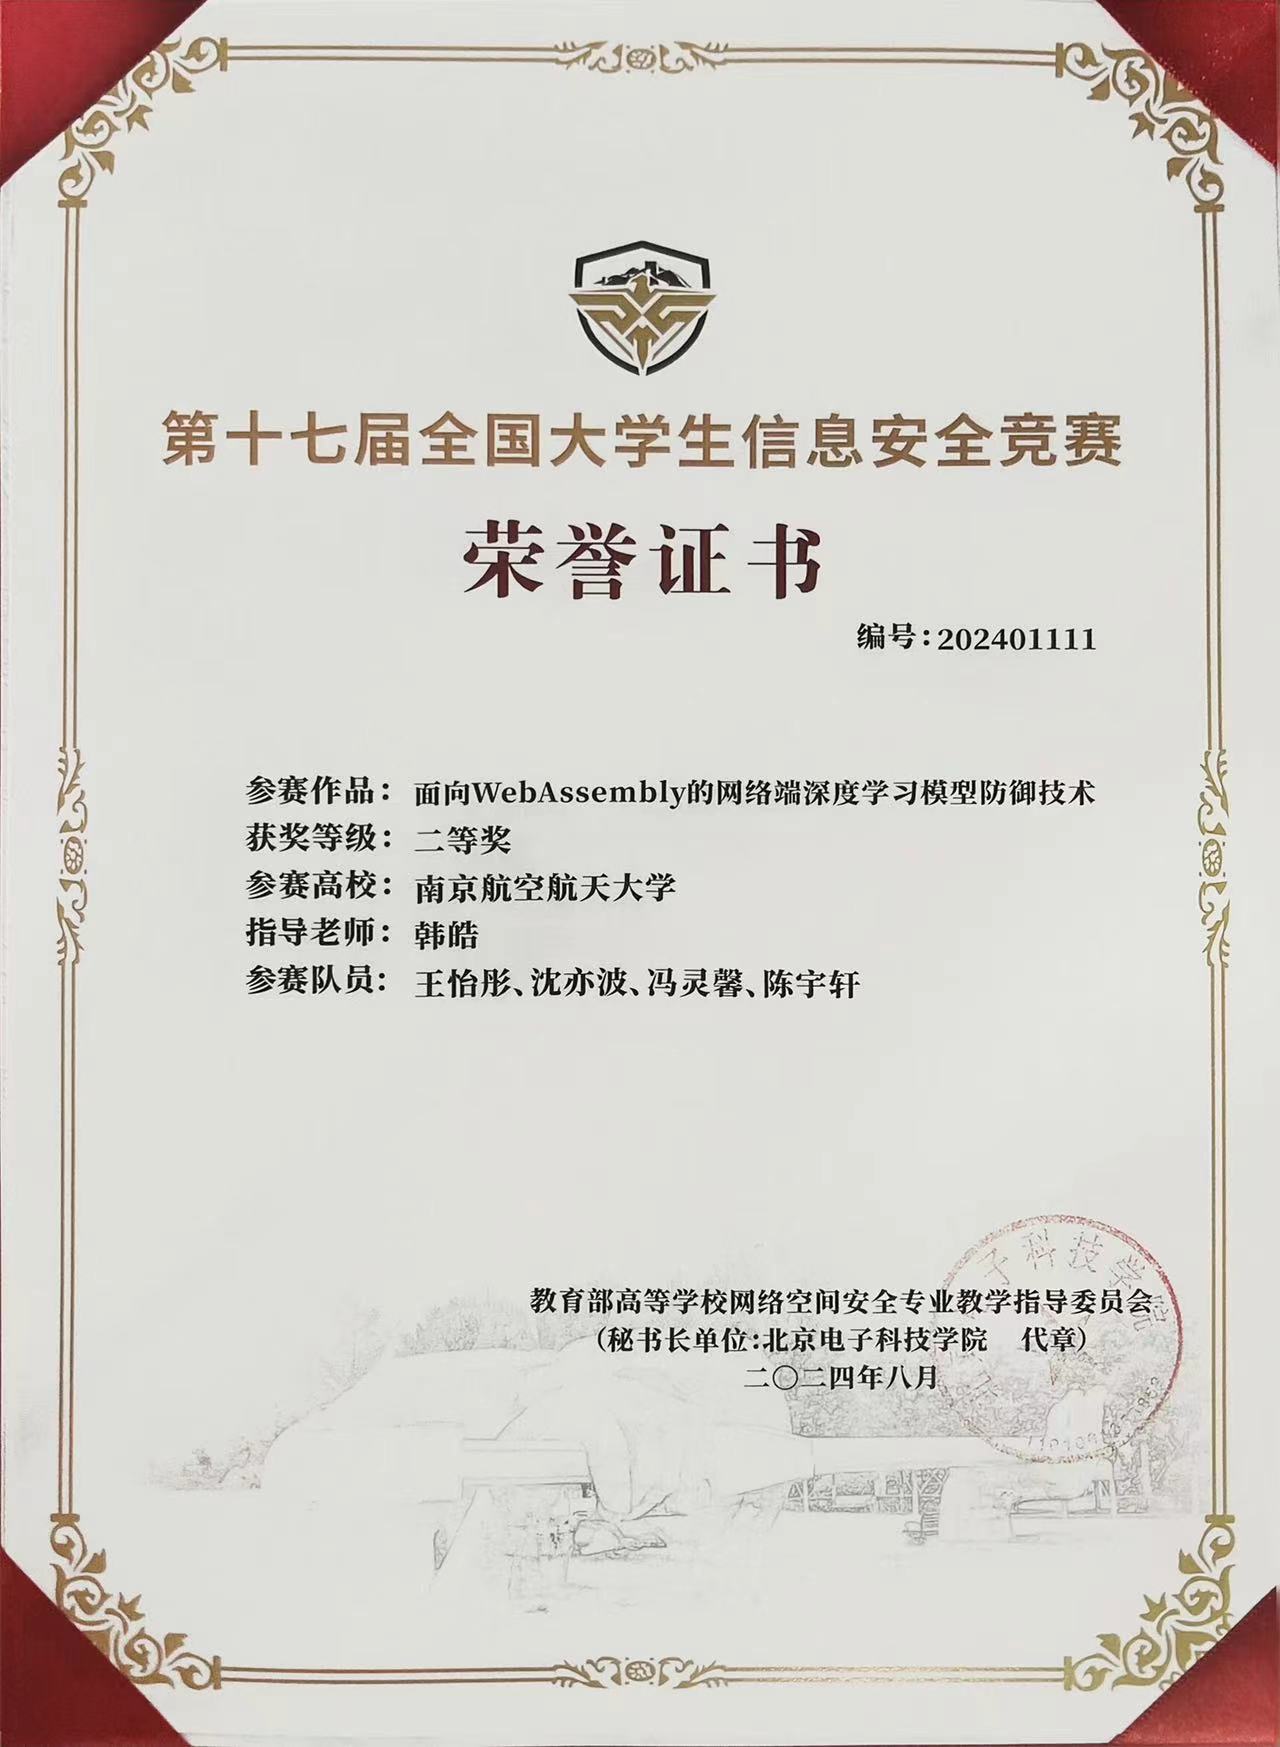 第十七届全国大学生信息安全竞赛
荣誉证书
编号：202401111
参赛作品：面向WebAssembly的网络端深度学习模型防御技术
获奖等级：二等奖
参赛高校：南京航空航天大学
指导老师：韩皓
参赛队员：王怡彤、沈亦波、冯灵馨、陈宇轩
教育部高等学校网络空间安全专业教学指导委员会
（秘书长单位：北京电子科技学院 代章）
二〇二四年八月
子科技学院